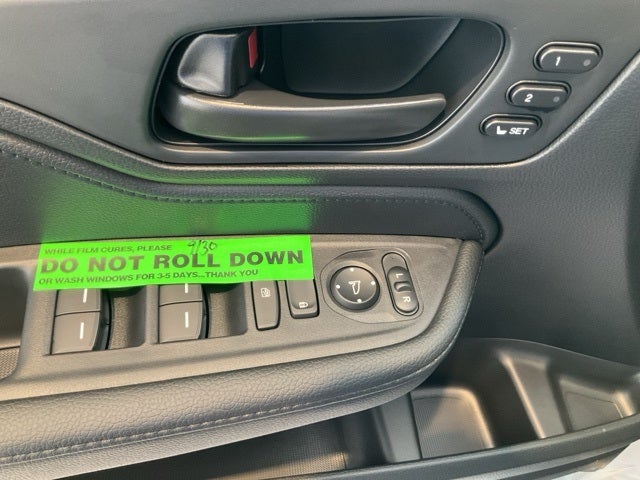 1
2
SET
WHILE FILM CURES, PLEASE 9/30
DO NOT ROLL DOWN
OR WASH WINDOWS FOR 3-5 DAYS...THANK YOU
L
R